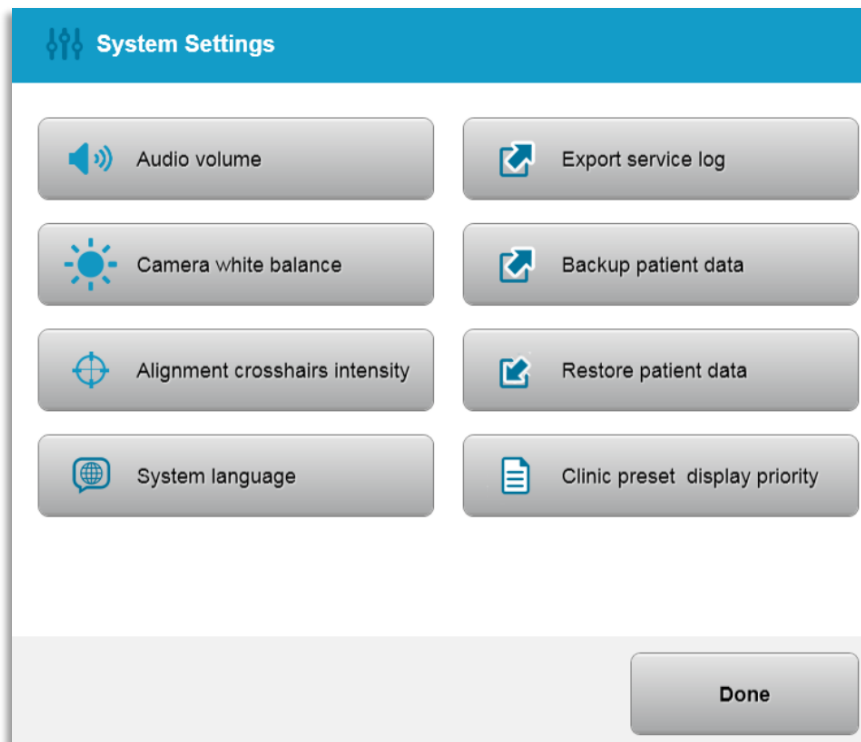 System Settings
Audio volume
Export service log
Camera white balance
Backup patient data
Alignment crosshairs intensity
Restore patient data
System language
Clinic preset  display priority
Done